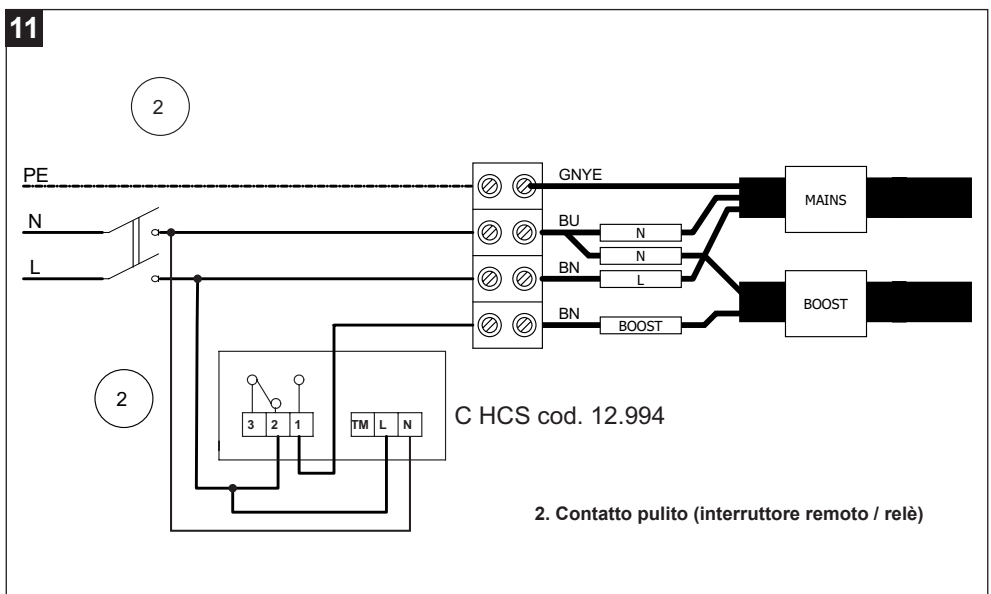 11
2
PE
GNYE
MAINS
N
BU
N
N
L
BN
L
BOOST
BN
BOOST
2
3 2 1
TM L N
C HCS cod. 12.994
2. Contatto pulito (interruttore remoto / relè)